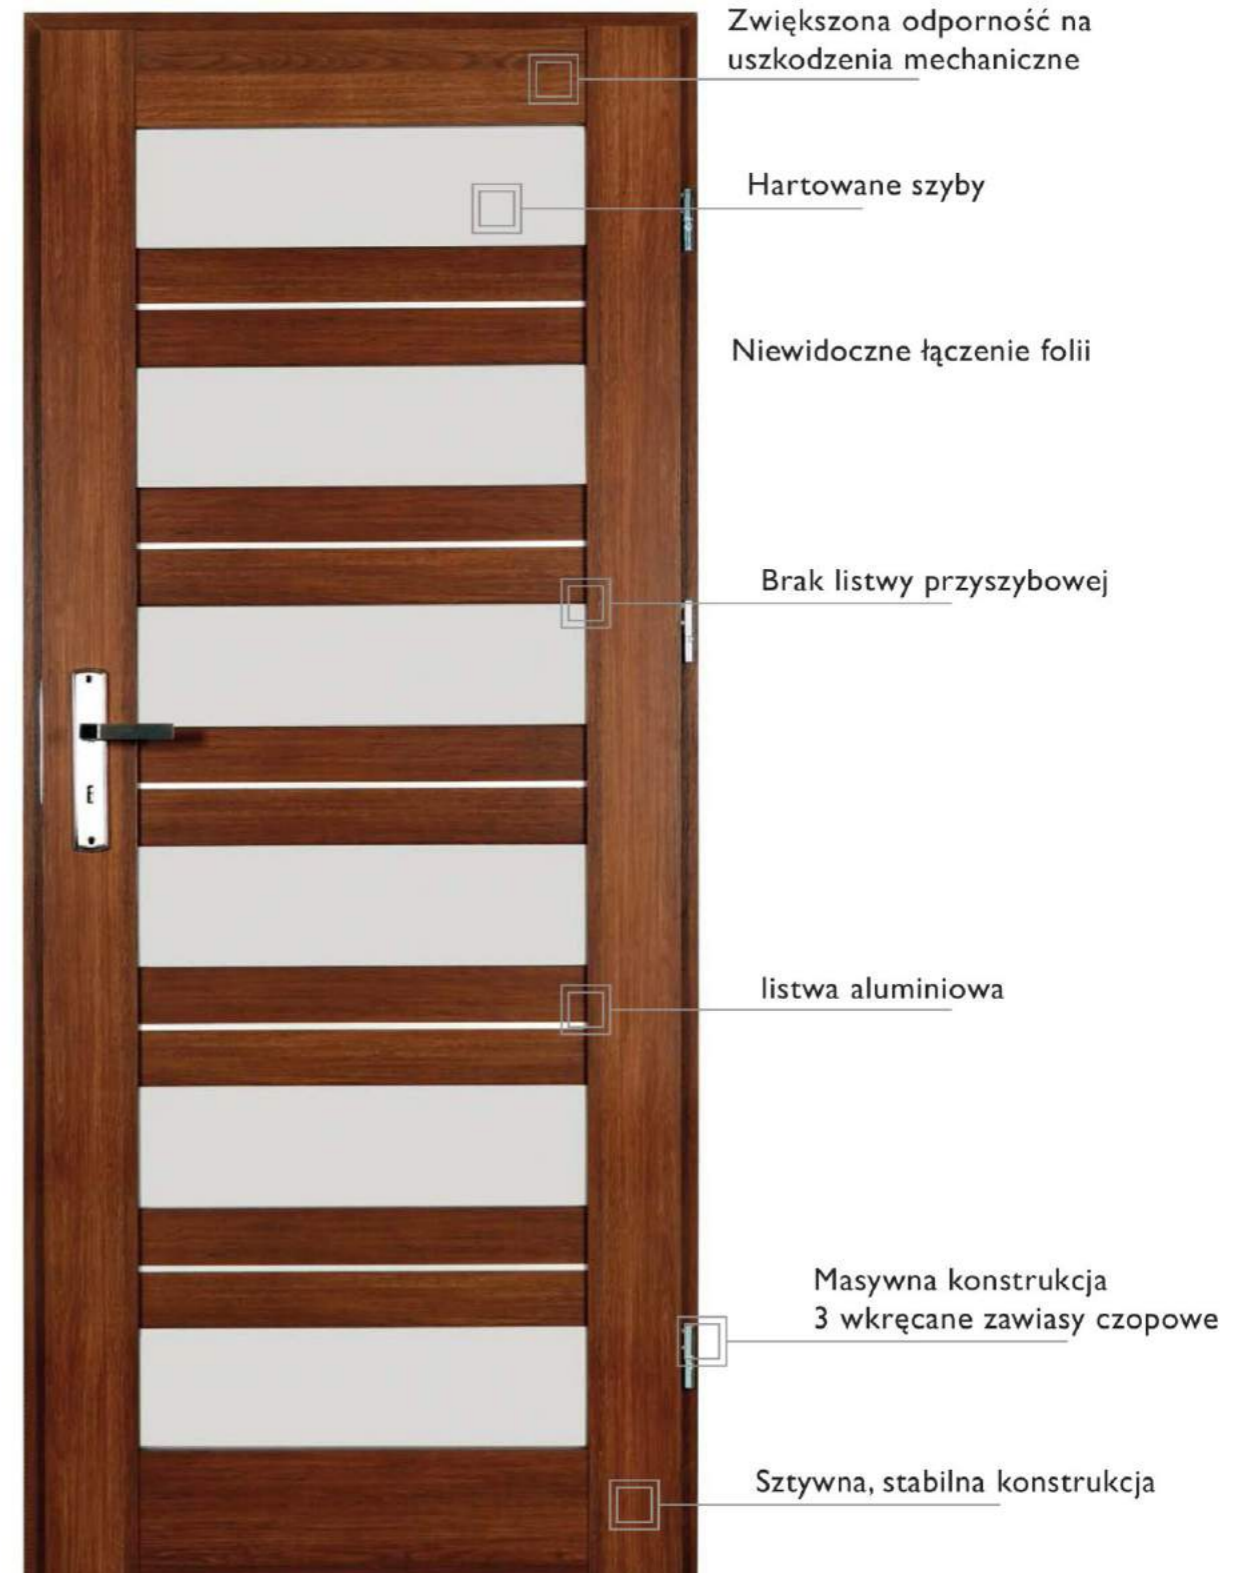 Zwiększona odporność na
uszkodzenia mechaniczne
Hartowane szyby
Niewidoczne łączenie folii
Brak listwy przyszybowej
listwa aluminiowa
Masywna konstrukcja
3 wkręcane zawiasy czopowe
Sztywna, stabilna konstrukcja